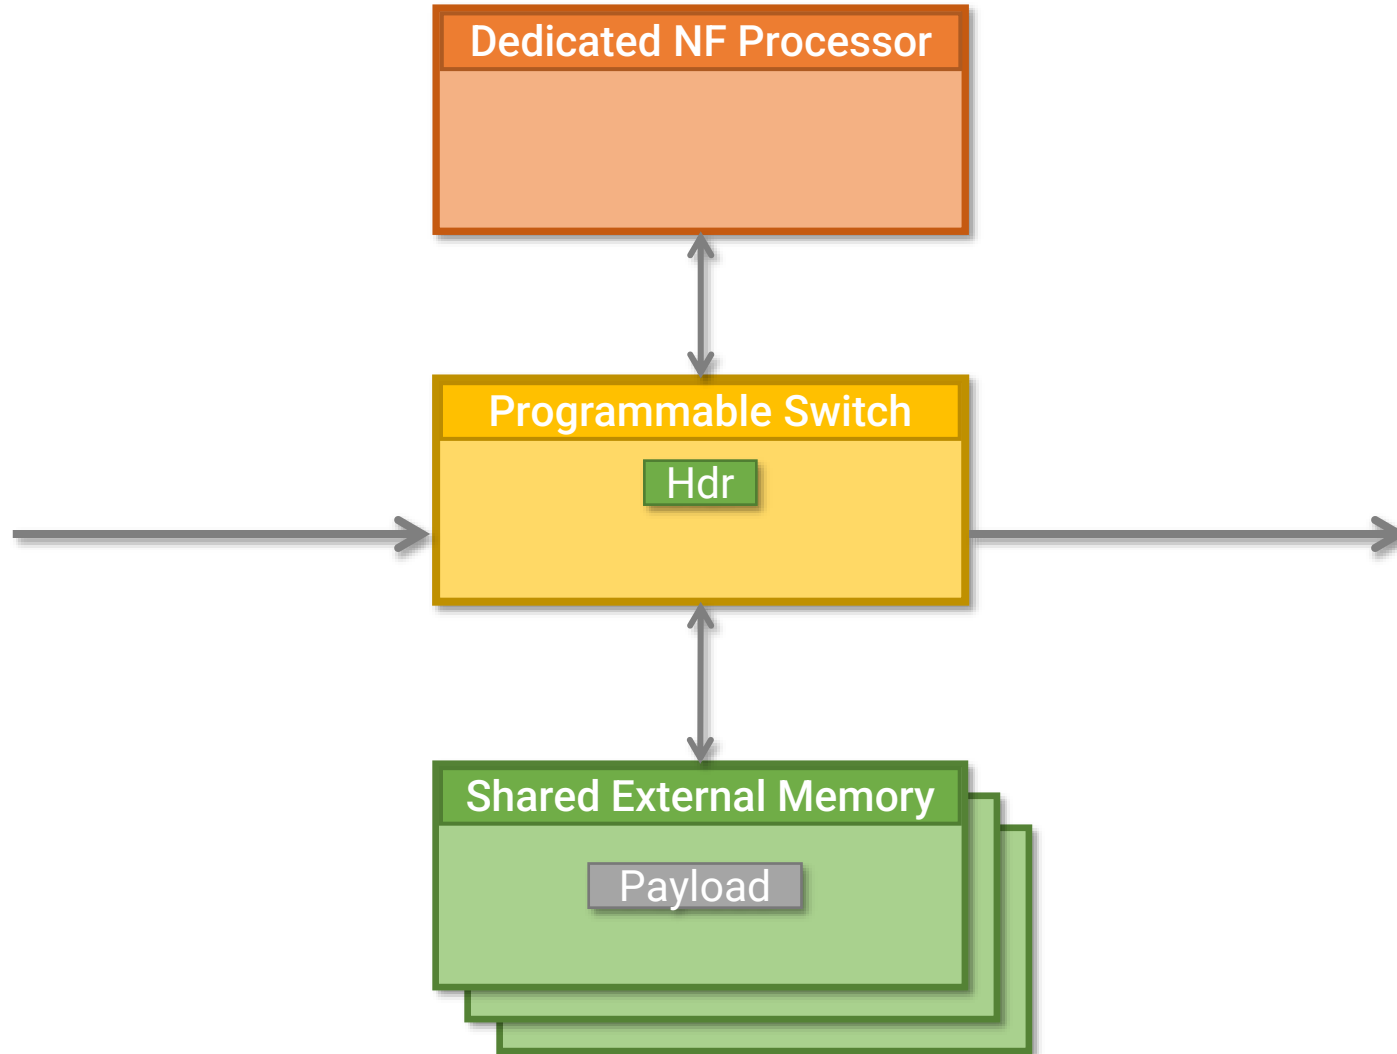 Dedicated NF Processor
Programmable Switch
Hdr
Shared External Memory
Payload